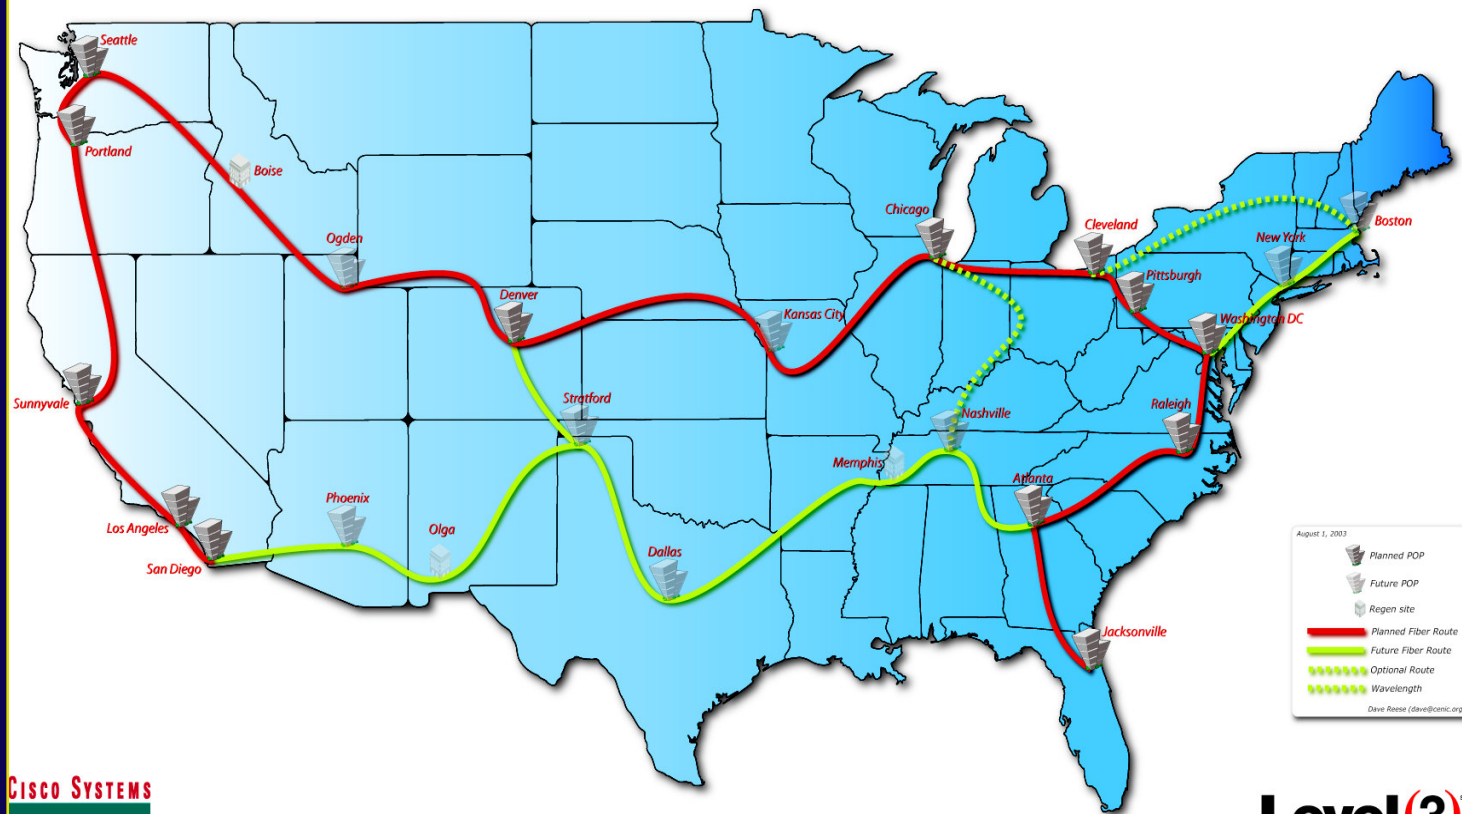 Seattle
Portland
Boise
Ogden
Chicago
Cleveland
Boston
New York
Pittsburgh
Denver
Kansas City
Washington DC
Sunnyvale
Stratford
Raleigh
Nashville
Memphis
Atlanta
Phoenix
Los Angeles
Olga
San Diego
Dallas
Jacksonville
August 1, 2003
Planned POP
Future POP
Regen site
Planned Fiber Route
Future Fiber Route
Optional Route
Wavelength
Dave Reese (dave@cenic.org
CISCO SYSTEMS
Level(3)